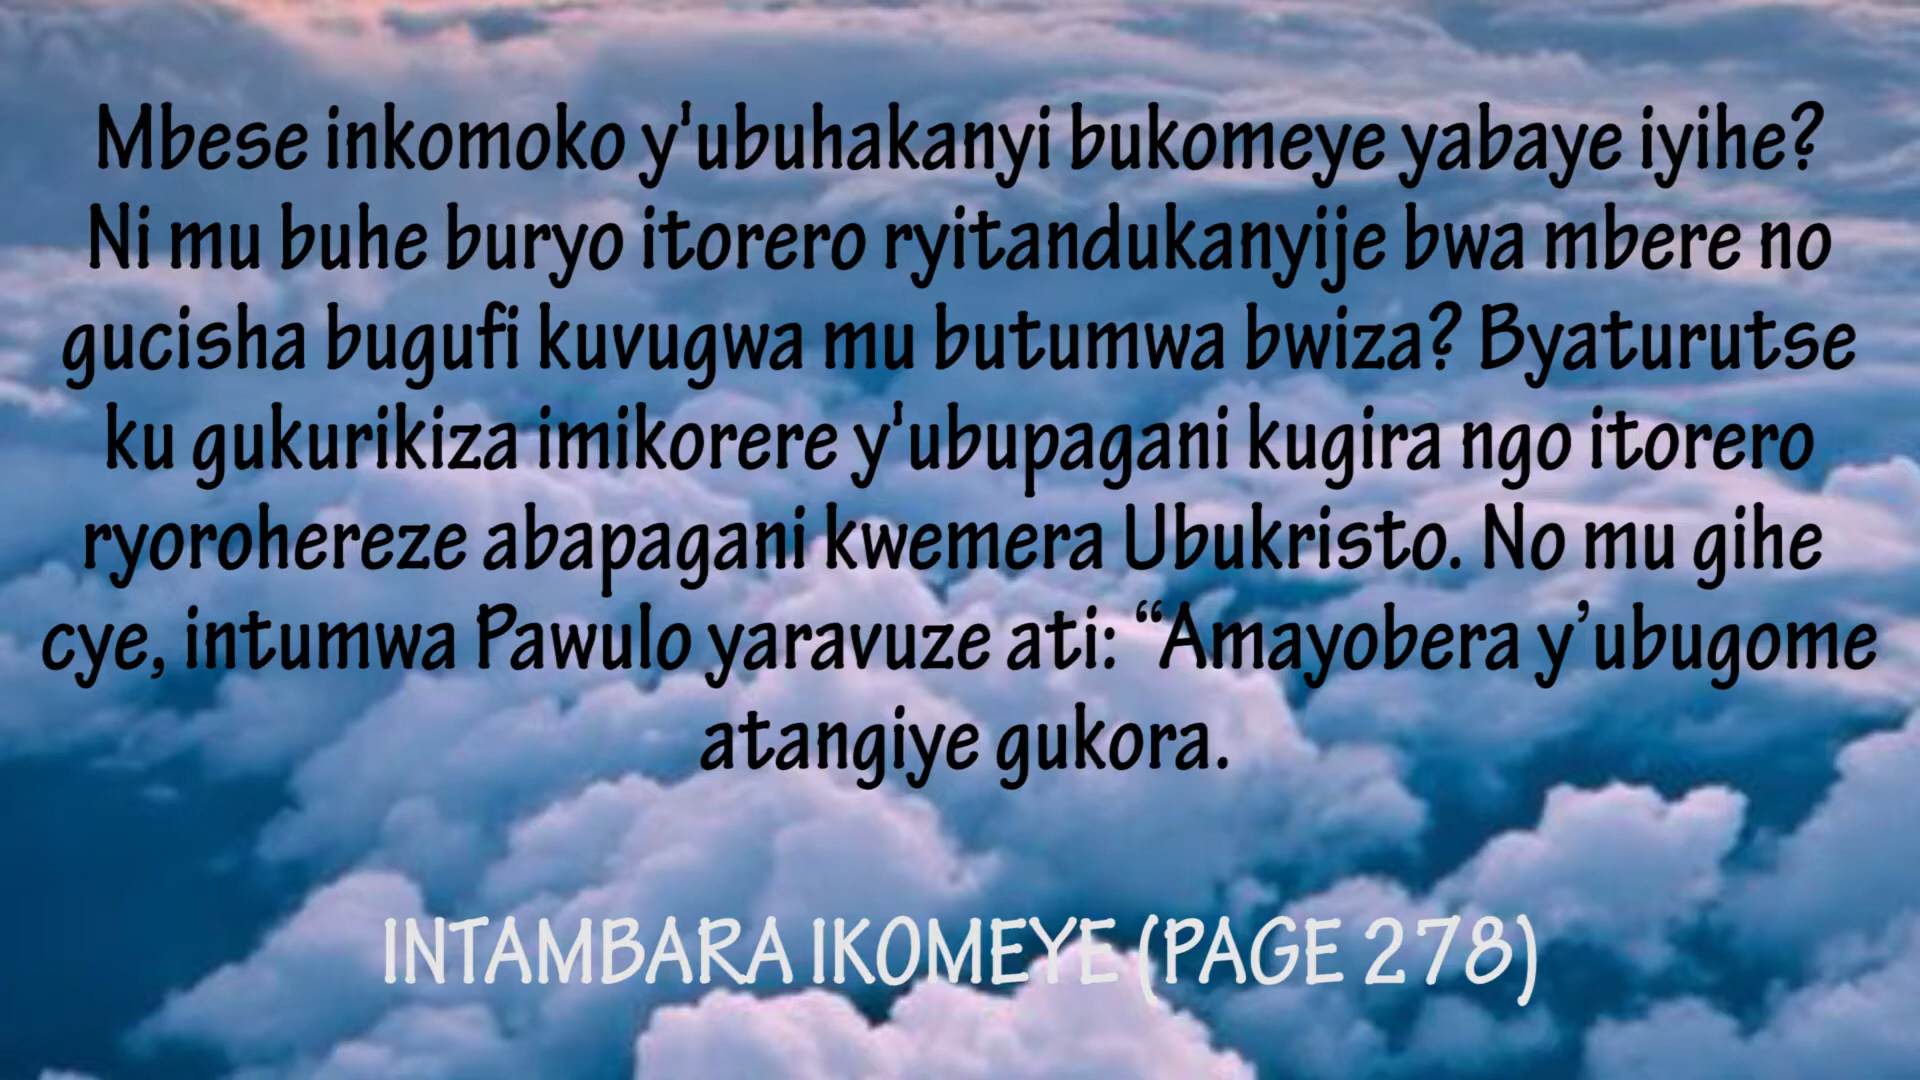 Mbese inkomoko y'ubuhakanyi bukomeye yabaye iyihe?
Ni mu buhe buryo itorero ryitandukanyije bwa mbere no
gucisha bugufi kuvugwa mu butumwa bwiza? Byaturutse
ku gukurikiza imikorere y'ubupagani kugira ngo itorero
ryorohereze abapagani kwemera Ubukristo. No mu gihe
cye, intumwa Pawulo yaravuze ati: “Amayobera y’ubugome
atangiye gukora.
INTAMBARA IKOMEYE (PAGE 278)